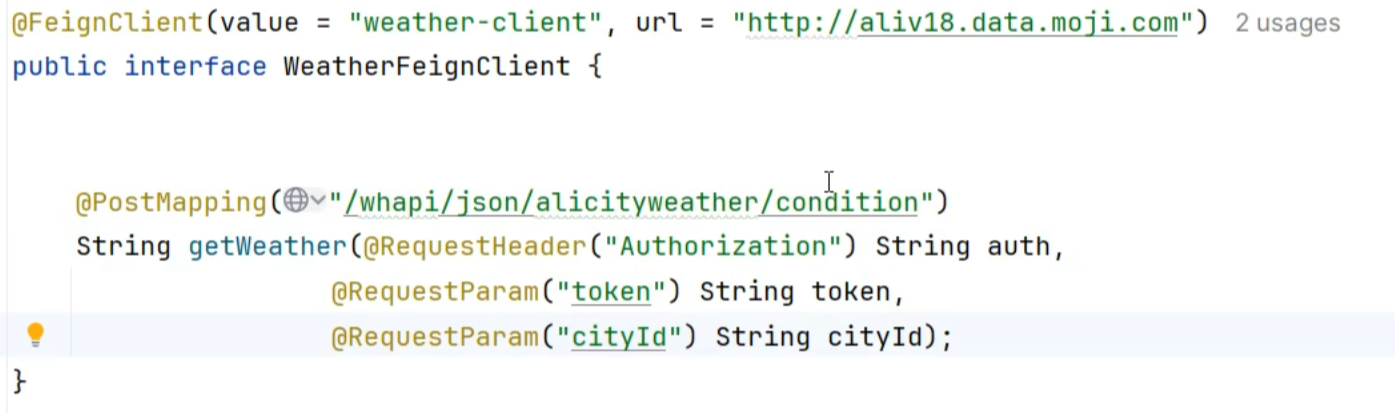 @FeignClient(value = "weather-client", url = "http://aliv18.data.moji.com") 2 usages
public interface WeatherFeignClient {
@PostMapping("/whapi/json/alicityweather/condition")
String getWeather(@RequestHeader("Authorization") String auth,
@RequestParam("token") String token,
@RequestParam("cityId") String cityId);
}